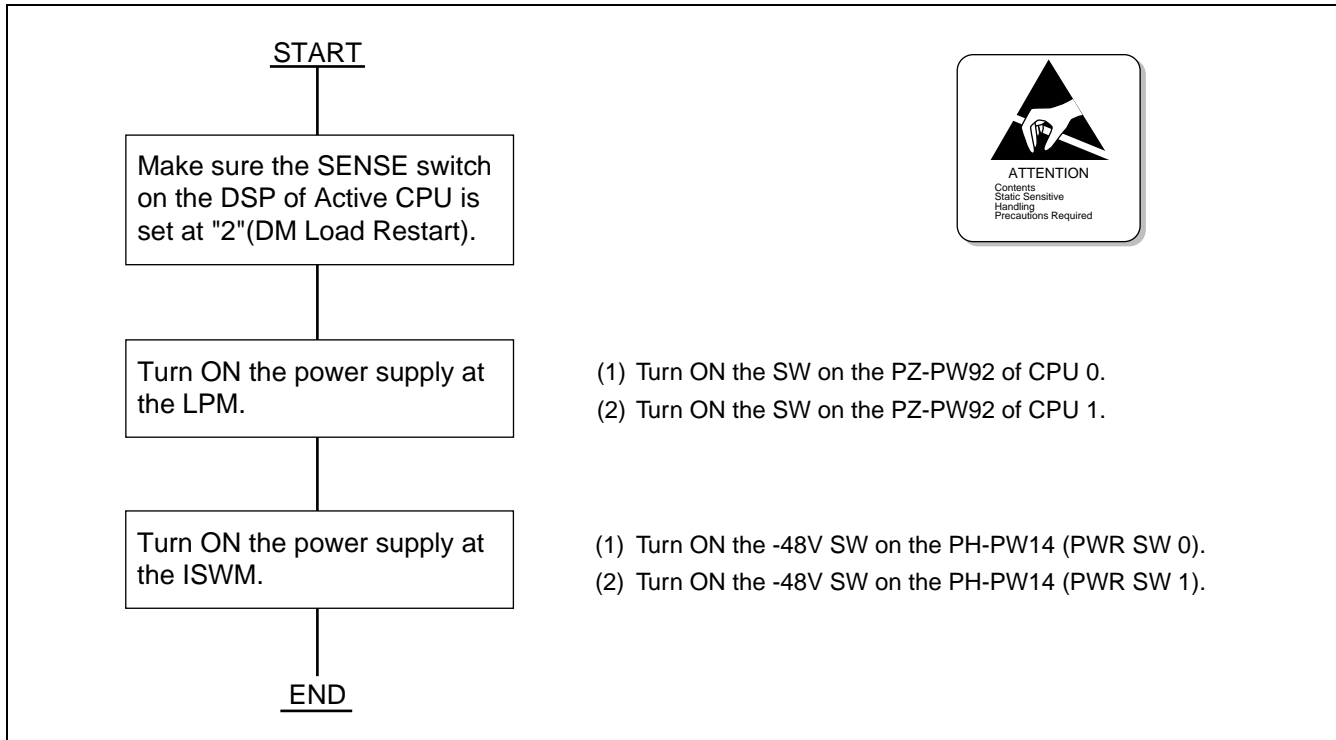 START
ATTENTION
Contents
Static Sensitive
Handling
Precautions Required
Make sure the SENSE switch
on the DSP of Active CPU is
set at "2"(DM Load Restart).
Turn ON the power supply at
the LPM.
(1) Turn ON the SW on the PZ-PW92 of CPU 0.
(2) Turn ON the SW on the PZ-PW92 of CPU 1.
Turn ON the power supply at
the ISWM.
(1) Turn ON the -48V SW on the PH-PW14 (PWR SW 0).
(2) Turn ON the -48V SW on the PH-PW14 (PWR SW 1).
END